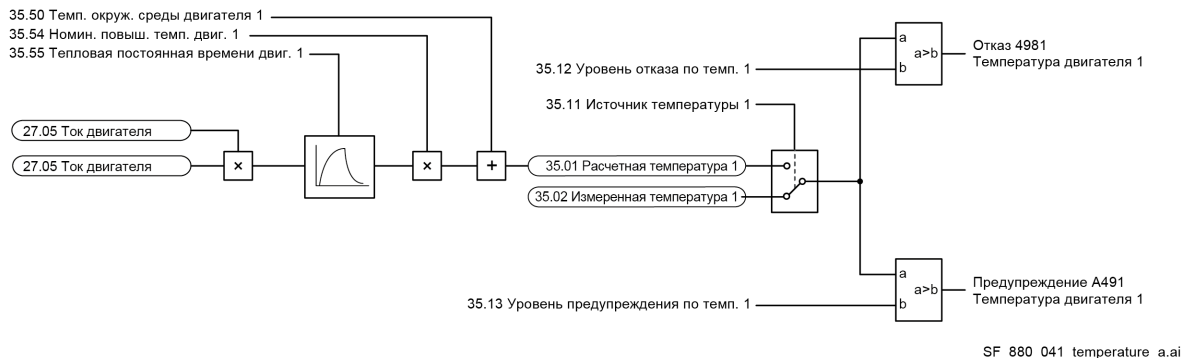 35.50 Темп. окруж. среды двигателя 1
35.54 Номин. повыш. темп. двиг. 1
35.55 Тепловая постоянная времени двиг. 1
27.05 Ток двигателя
27.05 Ток двигателя
×
×
+
35.12 Уровень отказа по темп. 1
35.11 Источник температуры 1
35.01 Расчетная температура 1
35.02 Измеренная температура 1
a
a>b
b
Отказ 4981
Температура двигателя 1
35.13 Уровень предупреждения по темп. 1
a
a>b
b
Предупреждение A491
Температура двигателя 1
SF_880_041_temperature_a.ai